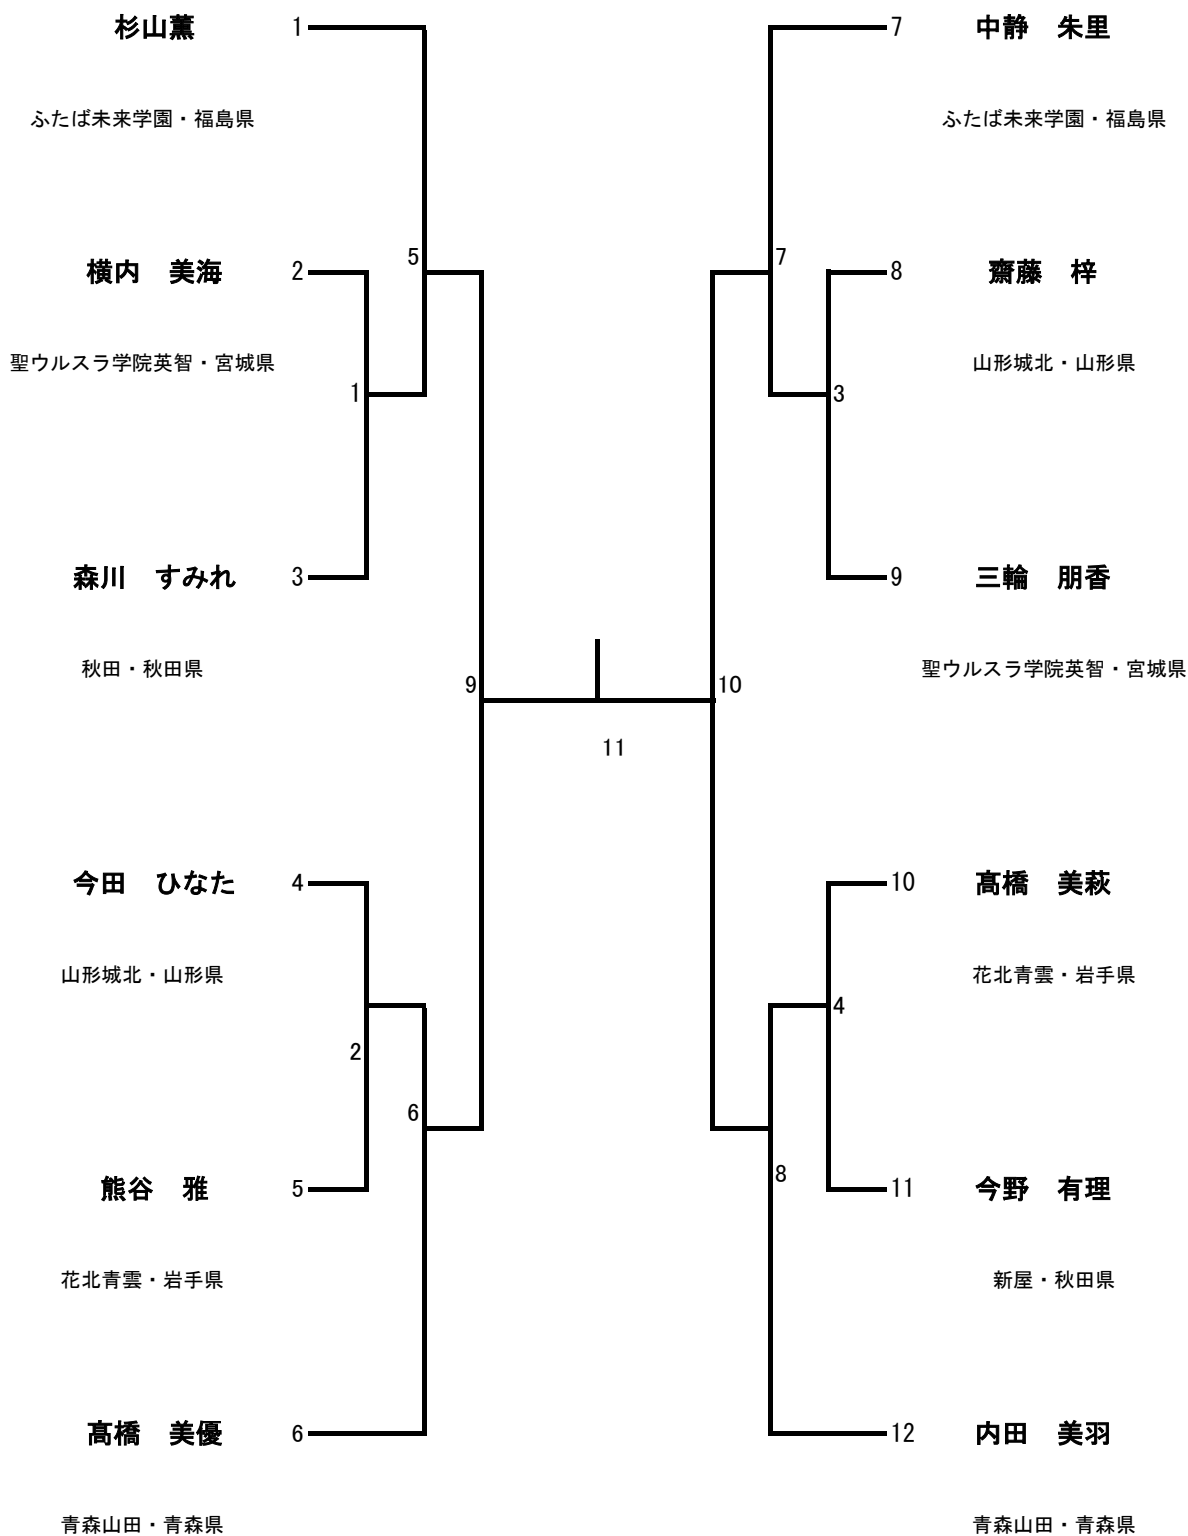 杉山薫 1
7 中静　朱里
ふたば未来学園・福島県
ふたば未来学園・福島県
5
7
横内　美海 2
8 齋藤　梓
聖ウルスラ学院英智・宮城県
山形城北・山形県
1
3
森川　すみれ 3
9 三輪　朋香
秋田・秋田県
聖ウルスラ学院英智・宮城県
9
10
11
今田　ひなた 4
10 髙橋　美萩
山形城北・山形県
花北青雲・岩手県
4
2
6
8
熊谷　雅 5
11 今野　有理
花北青雲・岩手県
新屋・秋田県
髙橋　美優 6
12 内田　美羽
青森山田・青森県
青森山田・青森県